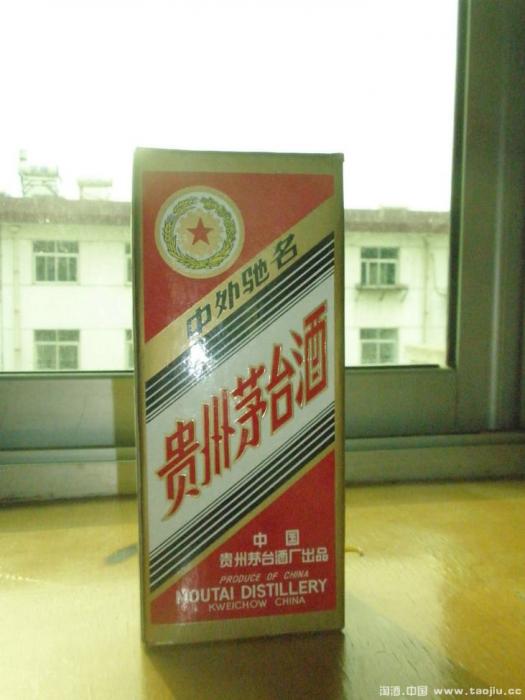 中外驰名
贵州茅台酒
中国
贵州茅台酒厂出品
PRODUCE OF CHINA
MOUTAI DISTILLERY
KWEICHOW CHINA
淘酒.中国 www.taojiu.cc